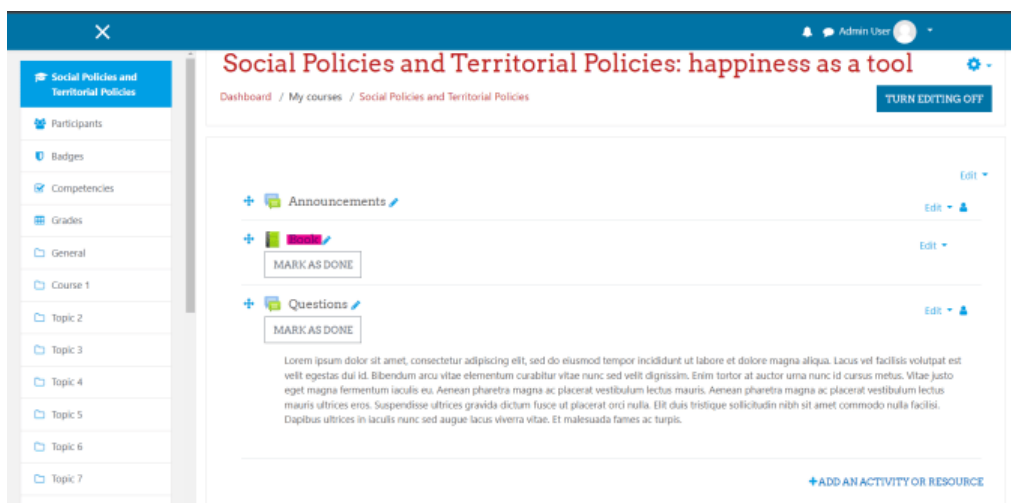 Admin User
Social Policies and
Territorial Policies
Participants
Badges
Competencies
Grades
General
Course 1
Topic 2
Topic 3
Topic 4
Topic 5
Topic 6
Topic 7
Social Policies and Territorial Policies: happiness as a tool
Dashboard / My courses / Social Policies and Territorial Policies
TURN EDITING OFF
Edit
Announcements
Edit
Book
Edit
MARK AS DONE
Questions
Edit
MARK AS DONE
Lorem ipsum dolor sit amet, consectetur adipiscing elit, sed do eiusmod tempor incididunt ut labore et dolore magna aliqua. Lacus vel facilisis volutpat est
velit egestas dui id. Bibendum arcu vitae elementum curabitur vitae nunc sed velit dignissim. Enim tortor at auctor urna nunc id cursus metus. Vitae justo
eget magna fermentum iaculis eu. Aenean pharetra magna ac placerat vestibulum lectus mauris. Aenean pharetra magna ac placerat vestibulum lectus
mauris ultrices eros. Suspendisse ultrices gravida dictum fusce ut placerat orci nulla. Elit duis tristique sollicitudin nibh sit amet commodo nulla facilisi.
Dapibus ultrices in iaculis nunc sed augue lacus viverra vitae. Et malesuada fames ac turpis.
+ADD AN ACTIVITY OR RESOURCE